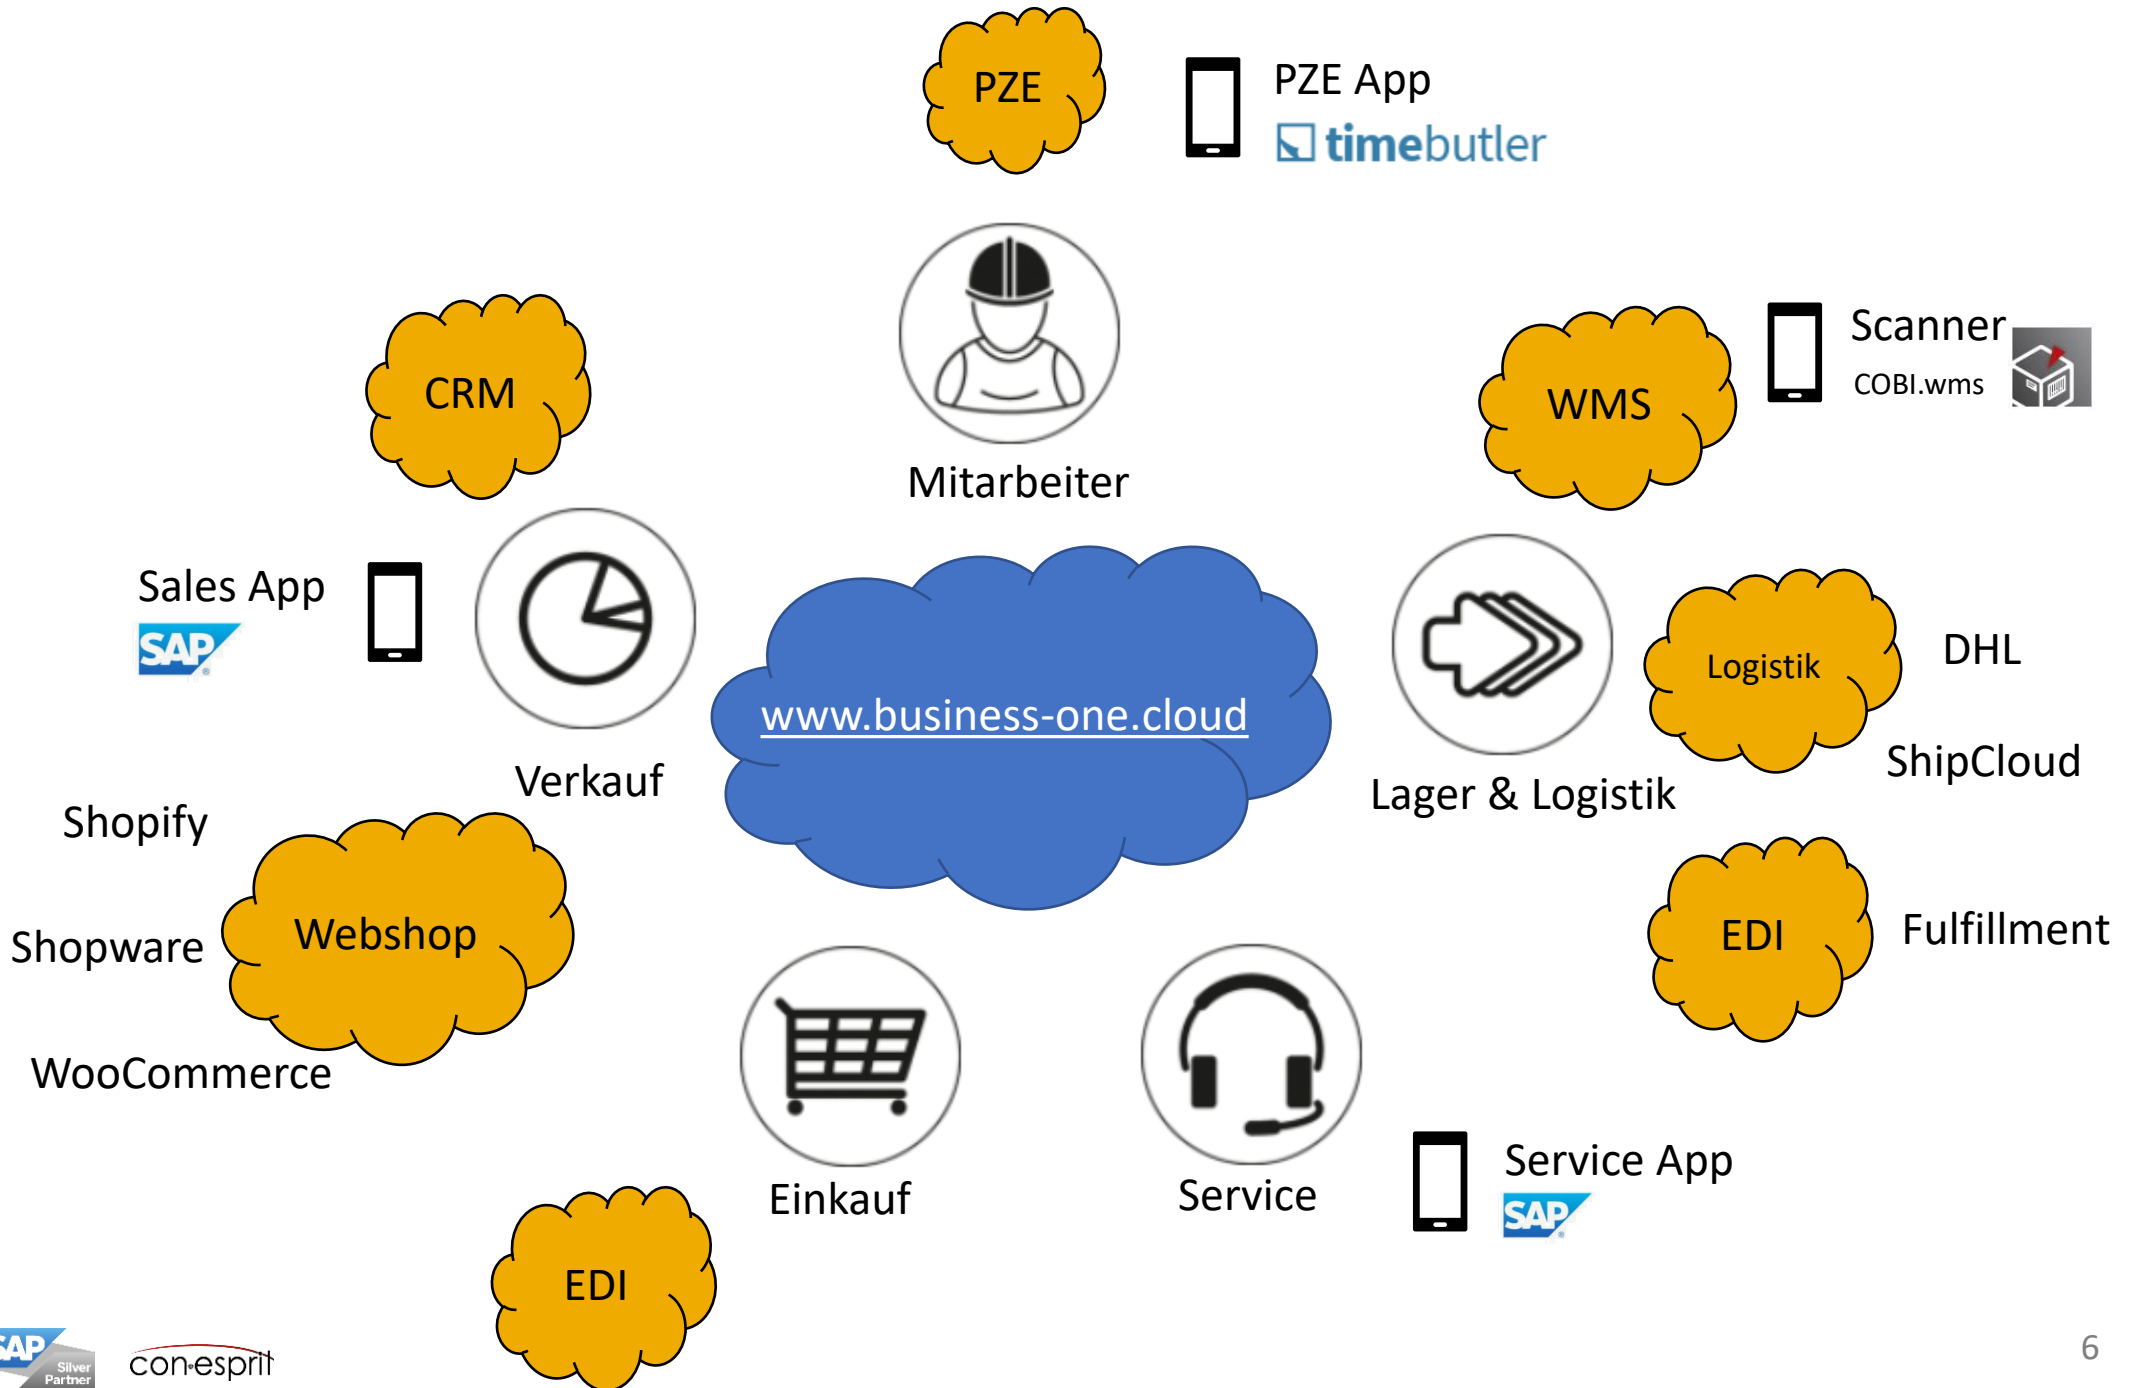 PZE
PZE App
timebutler
CRM
Mitarbeiter
WMS
Scanner
COBI.wms
Sales App
SAP
www.business-one.cloud
Verkauf
Lager & Logistik
Logistik
DHL
ShipCloud
Shopify
Shopware
WooCommerce
Webshop
EDI
Fulfillment
Einkauf
Service
Service App
SAP
EDI
SAP
Silver
Partner
con•esprit
6